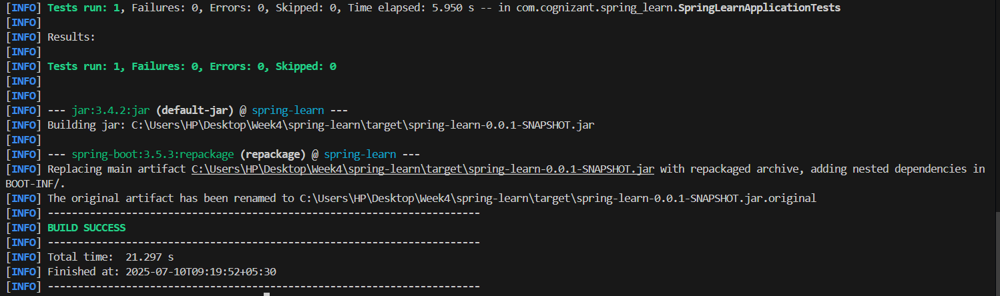 [INFO] Tests run: 1, Failures: 0, Errors: 0, Skipped: 0, Time elapsed: 5.950 s -- in com.cognizant.spring_learn.SpringLearnApplicationTests
[INFO]
[INFO] Results:
[INFO]
[INFO] Tests run: 1, Failures: 0, Errors: 0, Skipped: 0
[INFO]
[INFO]
[INFO] --- jar:3.4.2:jar (default-jar) @ spring-learn ---
[INFO] Building jar: C:\Users\HP\Desktop\Week4\spring-learn\target\spring-learn-0.0.1-SNAPSHOT.jar
[INFO]
[INFO] --- spring-boot:3.5.3:repackage (repackage) @ spring-learn ---
[INFO] Replacing main artifact C:\Users\HP\Desktop\Week4\spring-learn\target\spring-learn-0.0.1-SNAPSHOT.jar with repackaged archive, adding nested dependencies in
BOOT-INF/.
[INFO] The original artifact has been renamed to C:\Users\HP\Desktop\Week4\spring-learn\target\spring-learn-0.0.1-SNAPSHOT.jar.original
[INFO] ------------------------------------------------------------------------
[INFO] BUILD SUCCESS
[INFO] ------------------------------------------------------------------------
[INFO] Total time:  21.297 s
[INFO] Finished at: 2025-07-10T09:19:52+05:30
[INFO] ------------------------------------------------------------------------